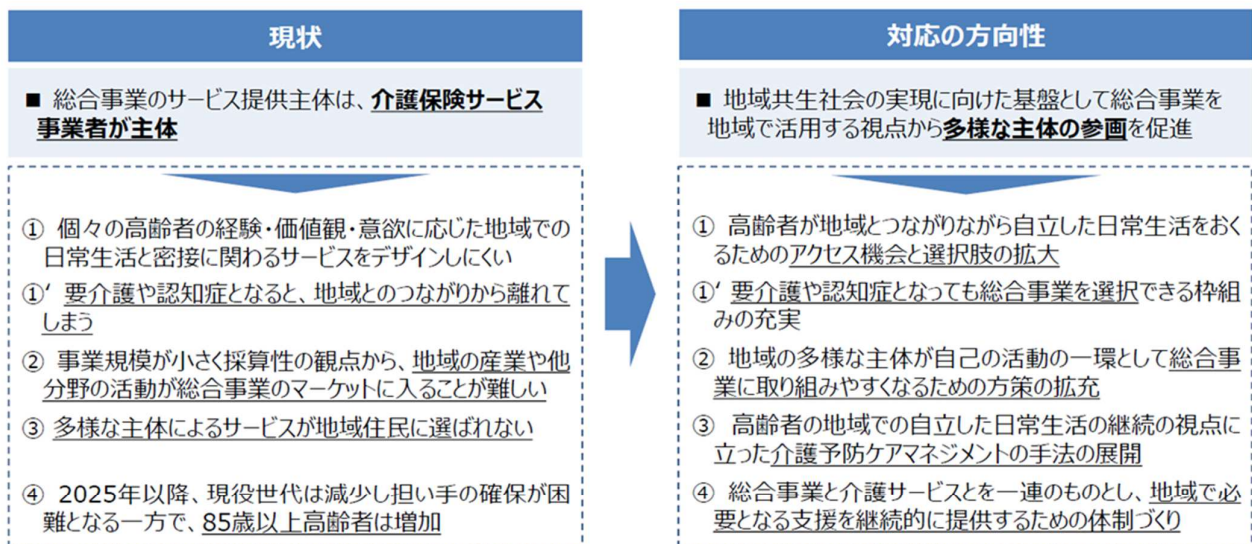 現状
■ 総合事業のサービス提供主体は、介護保険サービス
事業者が主体
① 個々の高齢者の経験・価値観・意欲に応じた地域での
日常生活と密接に関わるサービスをデザインしにくい
①‘ 要介護や認知症となると、地域とのつながりから離れて
しまう
② 事業規模が小さく採算性の観点から、地域の産業や他
分野の活動が総合事業のマーケットに入ることが難しい
③ 多様な主体によるサービスが地域住民に選ばれない
④ 2025年以降、現役世代は減少し担い手の確保が困
難となる一方で、85歳以上高齢者は増加
対応の方向性
■ 地域共生社会の実現に向けた基盤として総合事業を
地域で活用する視点から多様な主体の参画を促進
① 高齢者が地域とつながりながら自立した日常生活をおく
るためのアクセス機会と選択肢の拡大
①‘ 要介護や認知症となっても総合事業を選択できる枠組
みの充実
② 地域の多様な主体が自己の活動の一環として総合事
業に取り組みやすくなるための方策の拡充
③ 高齢者の地域での自立した日常生活の継続の視点に
立った介護予防ケアマネジメントの手法の展開
④ 総合事業と介護サービスとを一連のものとし、地域で必
要となる支援を継続的に提供するための体制づくり